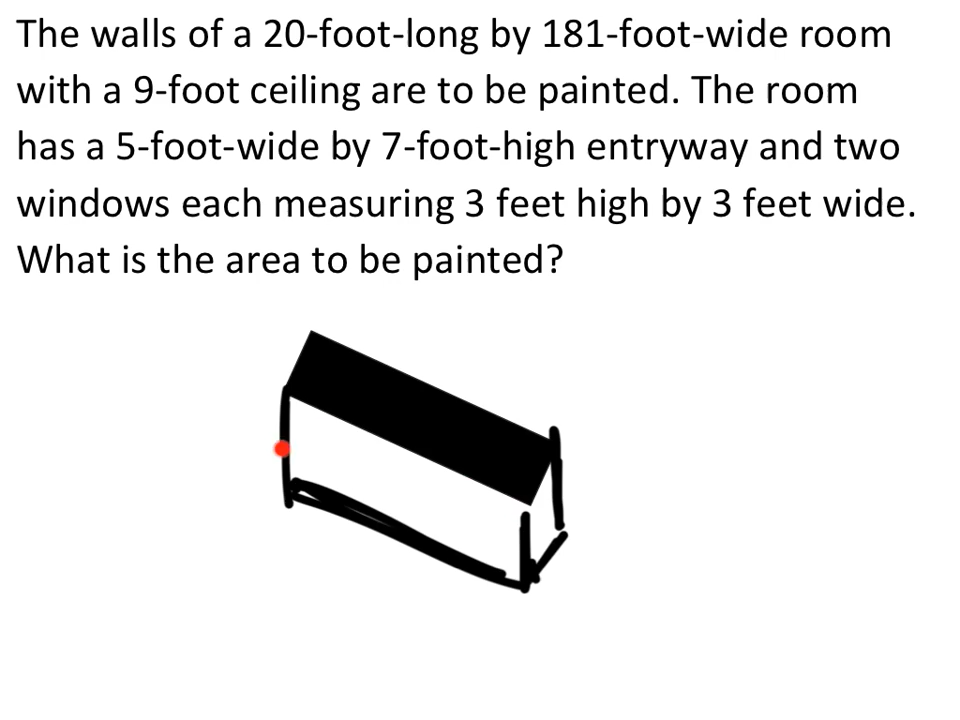 The walls of a 20-foot-long by 181-foot-wide room
with a 9-foot ceiling are to be painted. The room
has a 5-foot-wide by 7-foot-high entryway and two
windows each measuring 3 feet high by 3 feet wide.
What is the area to be painted?